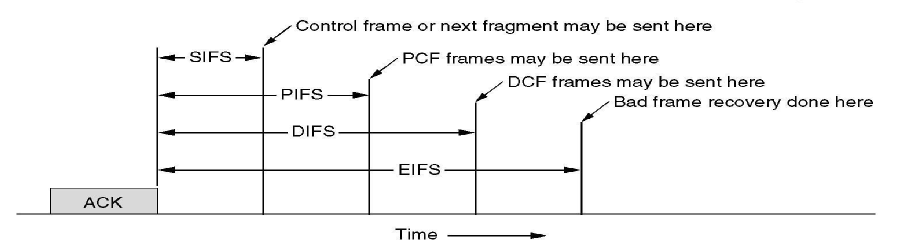 Control frame or next fragment may be sent here
SIFS
PCF frames may be sent here
PIFS
DCF frames may be sent here
Bad frame recovery done here
DIFS
EIFS
ACK
Time